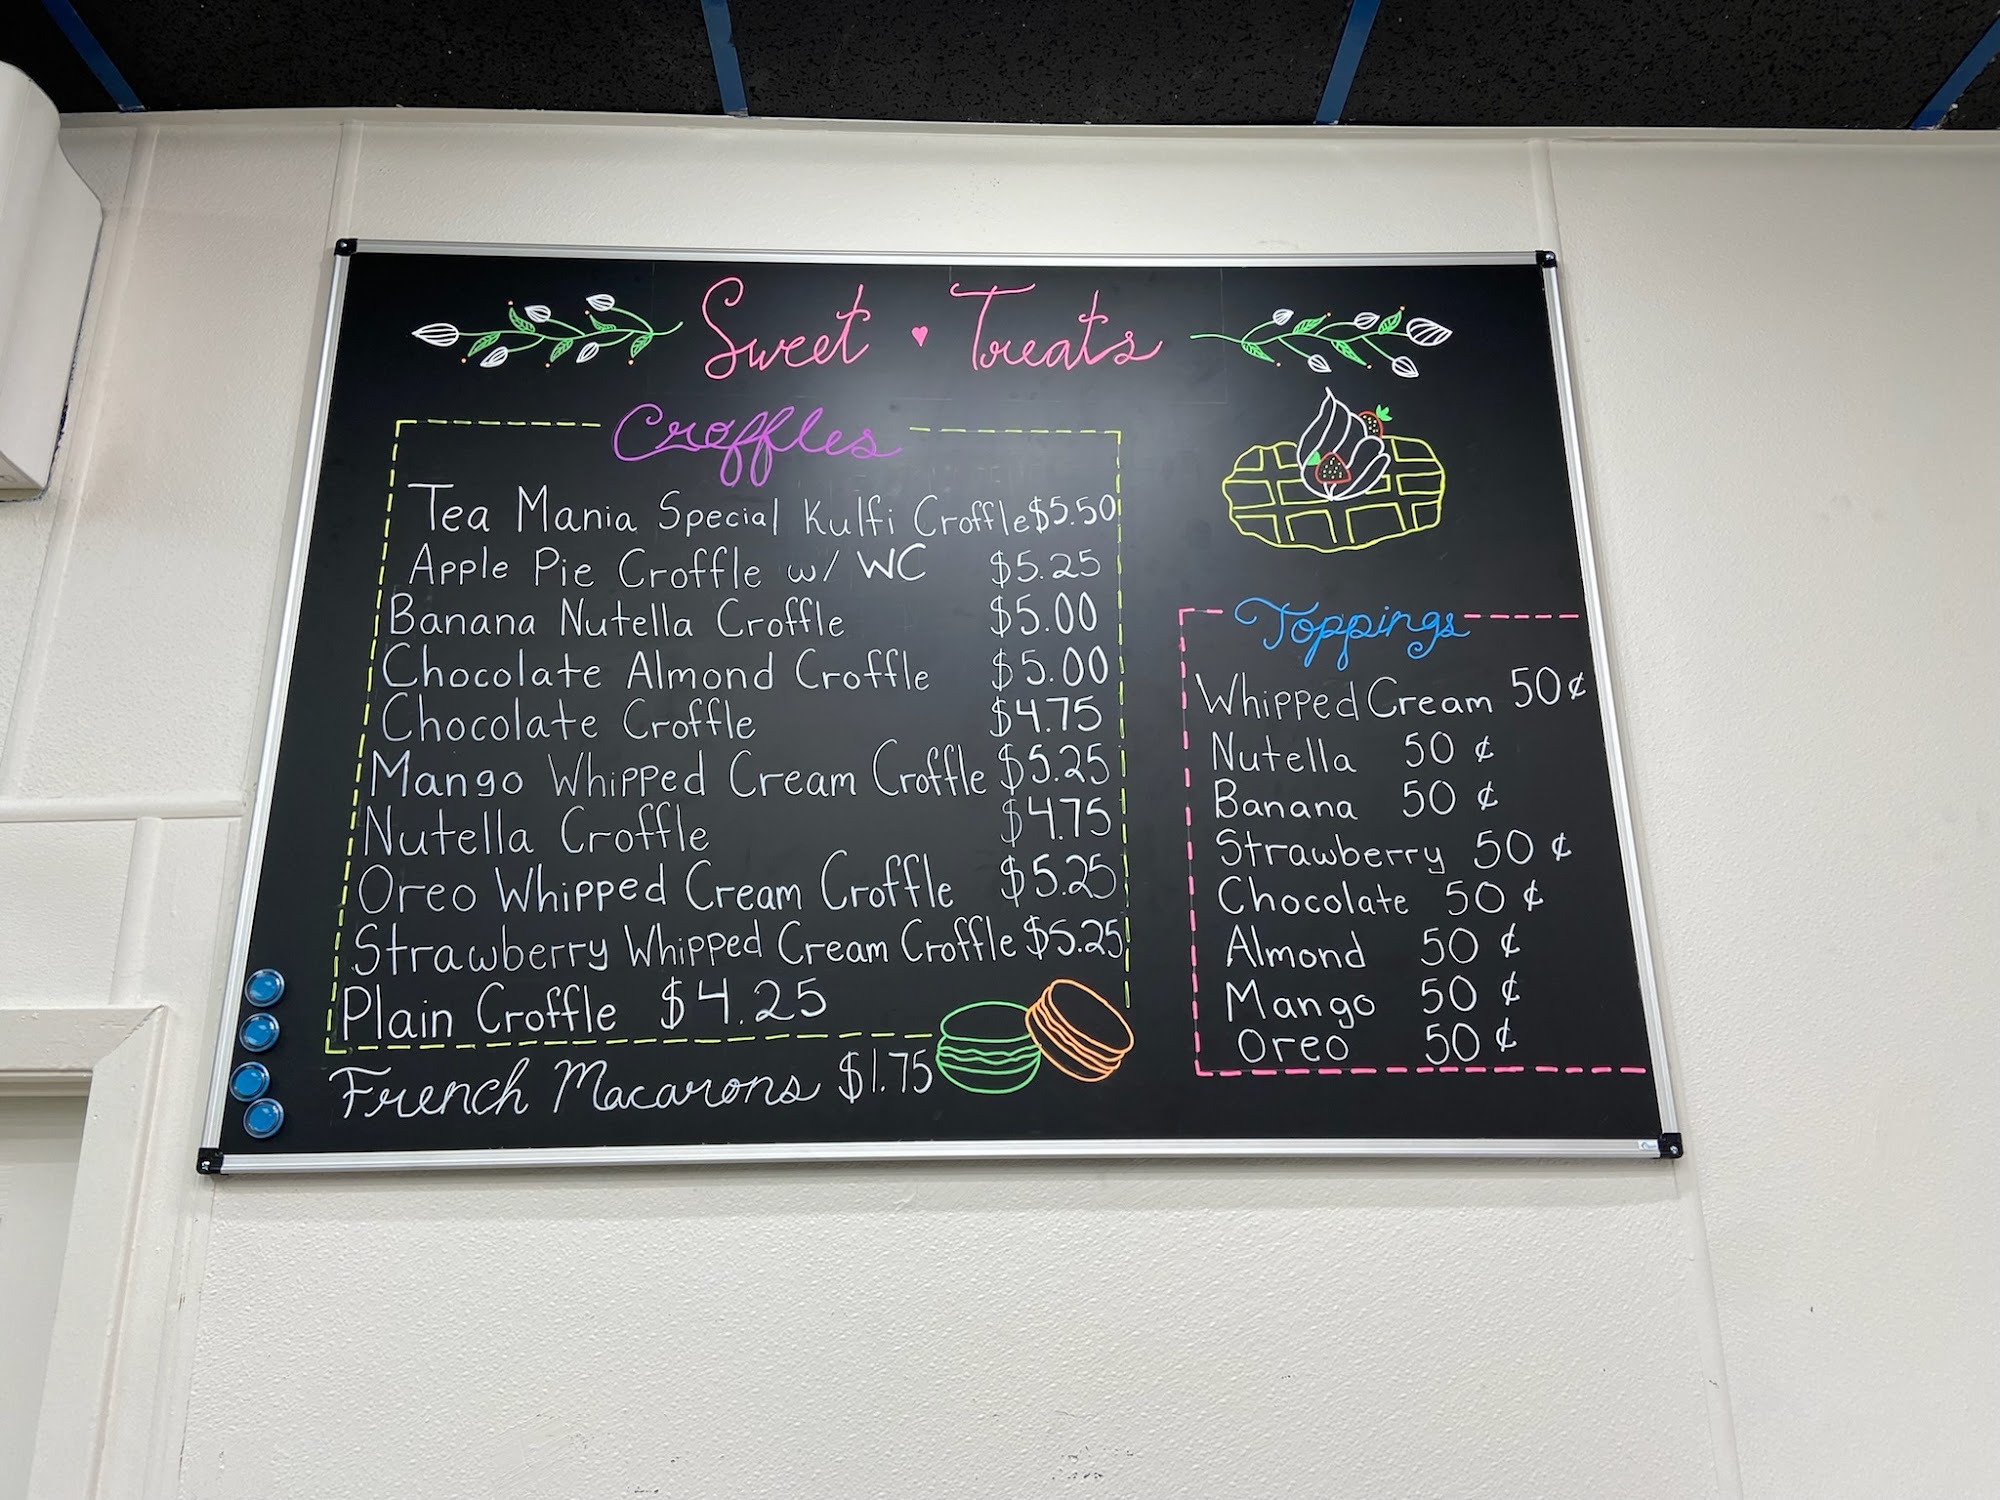 Sweet ♥ Treats
Croffles
Tea Mania Special Kulfi Croffle $5.50
Apple Pie Croffle w/ WC $5.25
Banana Nutella Croffle $5.00
Chocolate Almond Croffle $5.00
Chocolate Croffle $4.75
Mango Whipped Cream Croffle $5.25
Nutella Croffle $4.75
Oreo Whipped Cream Croffle $5.25
Strawberry Whipped Cream Croffle $5.25
Plain Croffle $4.25
French Macarons $1.75
Toppings
Whipped Cream 50¢
Nutella 50¢
Banana 50¢
Strawberry 50¢
Chocolate 50¢
Almond 50¢
Mango 50¢
Oreo 50¢